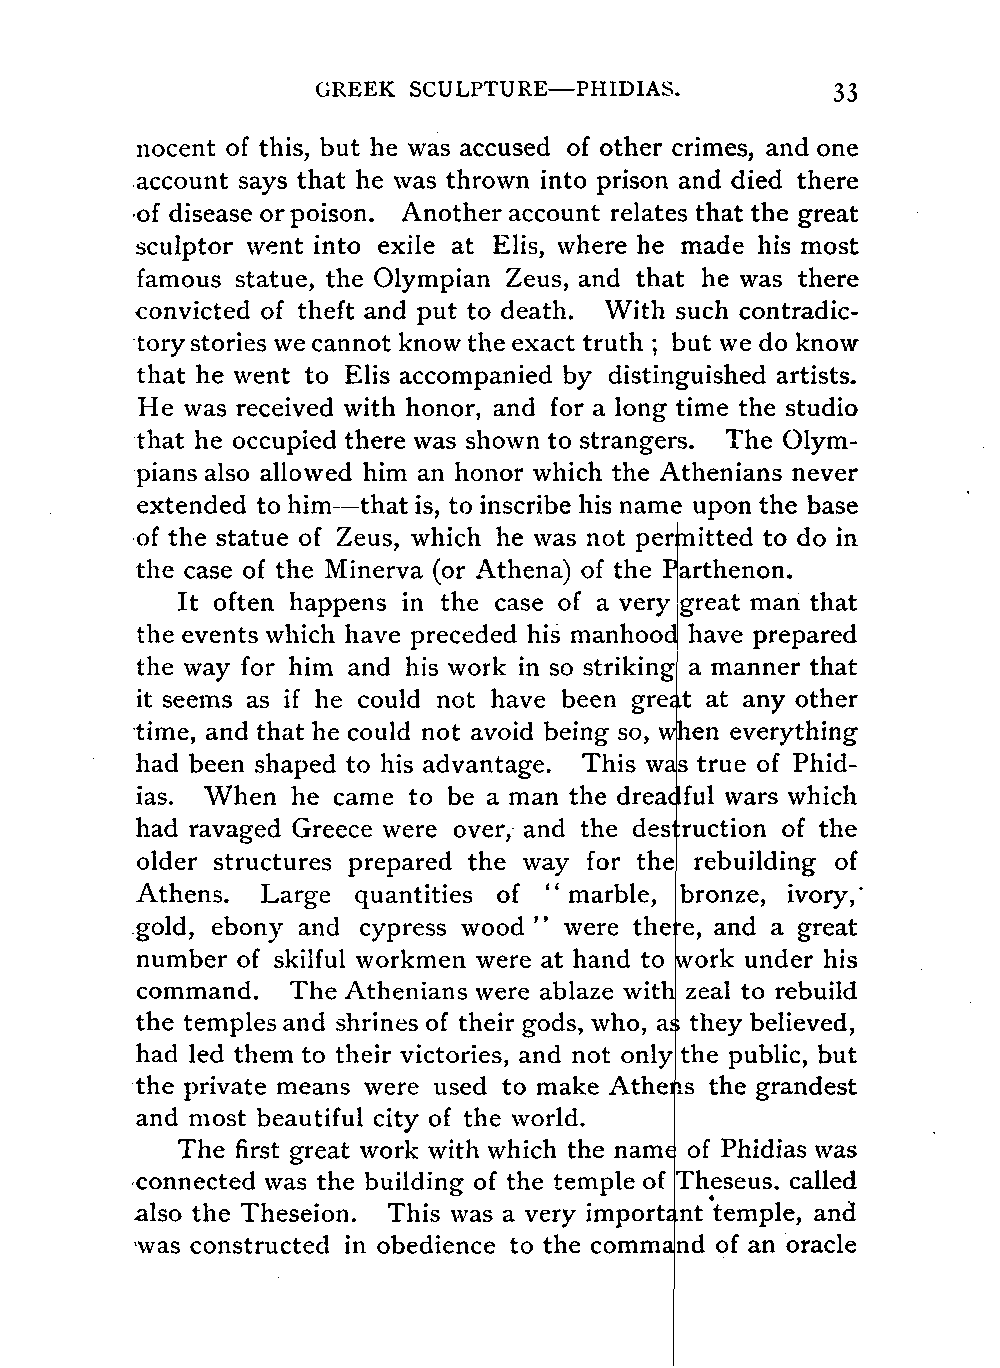 GREEK SCULPTURE—PHIDIAS. 33
nocent of this, but he was accused of other crimes, and one
account says that he was thrown into prison and died there
of disease or poison. Another account relates that the great
sculptor went into exile at Elis, where he made his most
famous statue, the Olympian Zeus, and that he was there
convicted of theft and put to death. With such contradic-
tory stories we cannot know the exact truth ; but we do know
that he went to Elis accompanied by distinguished artists.
He was received with honor, and for a long time the studio
that he occupied there was shown to strangers. The Olym-
pians also allowed him an honor which the Athenians never
extended to him—that is, to inscribe his name upon the base
of the statue of Zeus, which he was not permitted to do in
the case of the Minerva (or Athena) of the Parthenon.
It often happens in the case of a very great man that
the events which have preceded his manhood have prepared
the way for him and his work in so striking a manner that
it seems as if he could not have been great at any other
time, and that he could not avoid being so, when everything
had been shaped to his advantage. This was true of Phid-
ias. When he came to be a man the dreadful wars which
had ravaged Greece were over, and the destruction of the
older structures prepared the way for the rebuilding of
Athens. Large quantities of “ marble, bronze, ivory,
gold, ebony and cypress wood ” were there, and a great
number of skilful workmen were at hand to work under his
command. The Athenians were ablaze with zeal to rebuild
the temples and shrines of their gods, who, as they believed,
had led them to their victories, and not only the public, but
the private means were used to make Athens the grandest
and most beautiful city of the world.
The first great work with which the name of Phidias was
connected was the building of the temple of Theseus. called
also the Theseion. This was a very important temple, and
was constructed in obedience to the command of an oracle